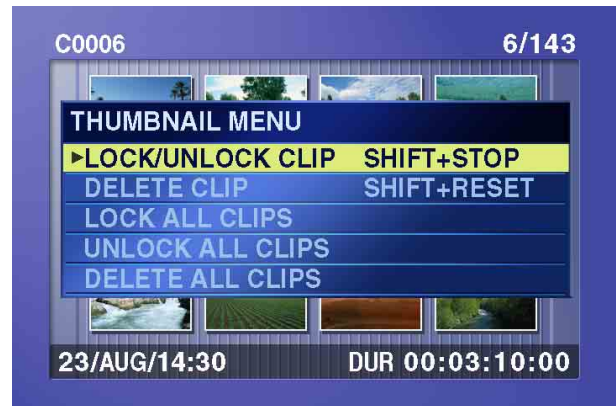 C0006 6/143
THUMBNAIL MENU
►LOCK/UNLOCK CLIP SHIFT+STOP
DELETE CLIP SHIFT+RESET
LOCK ALL CLIPS
UNLOCK ALL CLIPS
DELETE ALL CLIPS
23/AUG/14:30 DUR 00:03:10:00